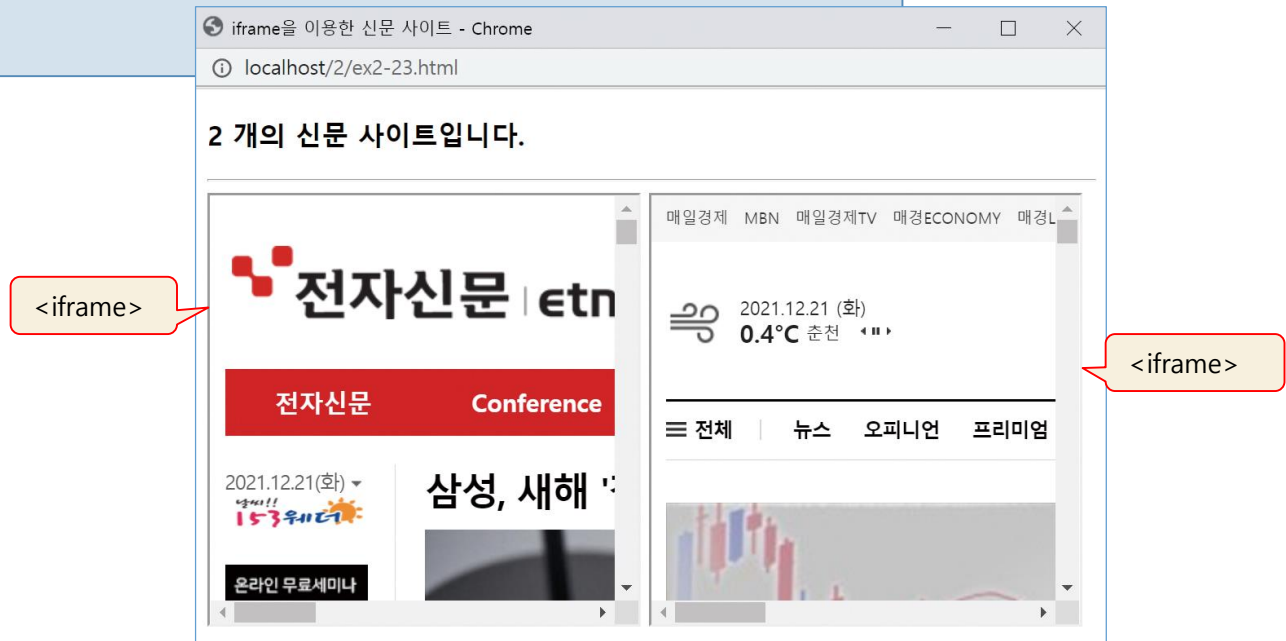 iframe을 이용한 신문 사이트 - Chrome
localhost/2/ex2-23.html
2 개의 신문 사이트입니다.
<iframe>
전자신문 etn
전자신문 Conference
2021.12.21(화)
날씨!!
153웨더
삼성, 새해
온라인 무료세미나
매일경제 MBN 매일경제TV 매경ECONOMY 매경L
2021.12.21 (화)
0.4°C 춘천
전체 뉴스 오피니언 프리미엄
<iframe>